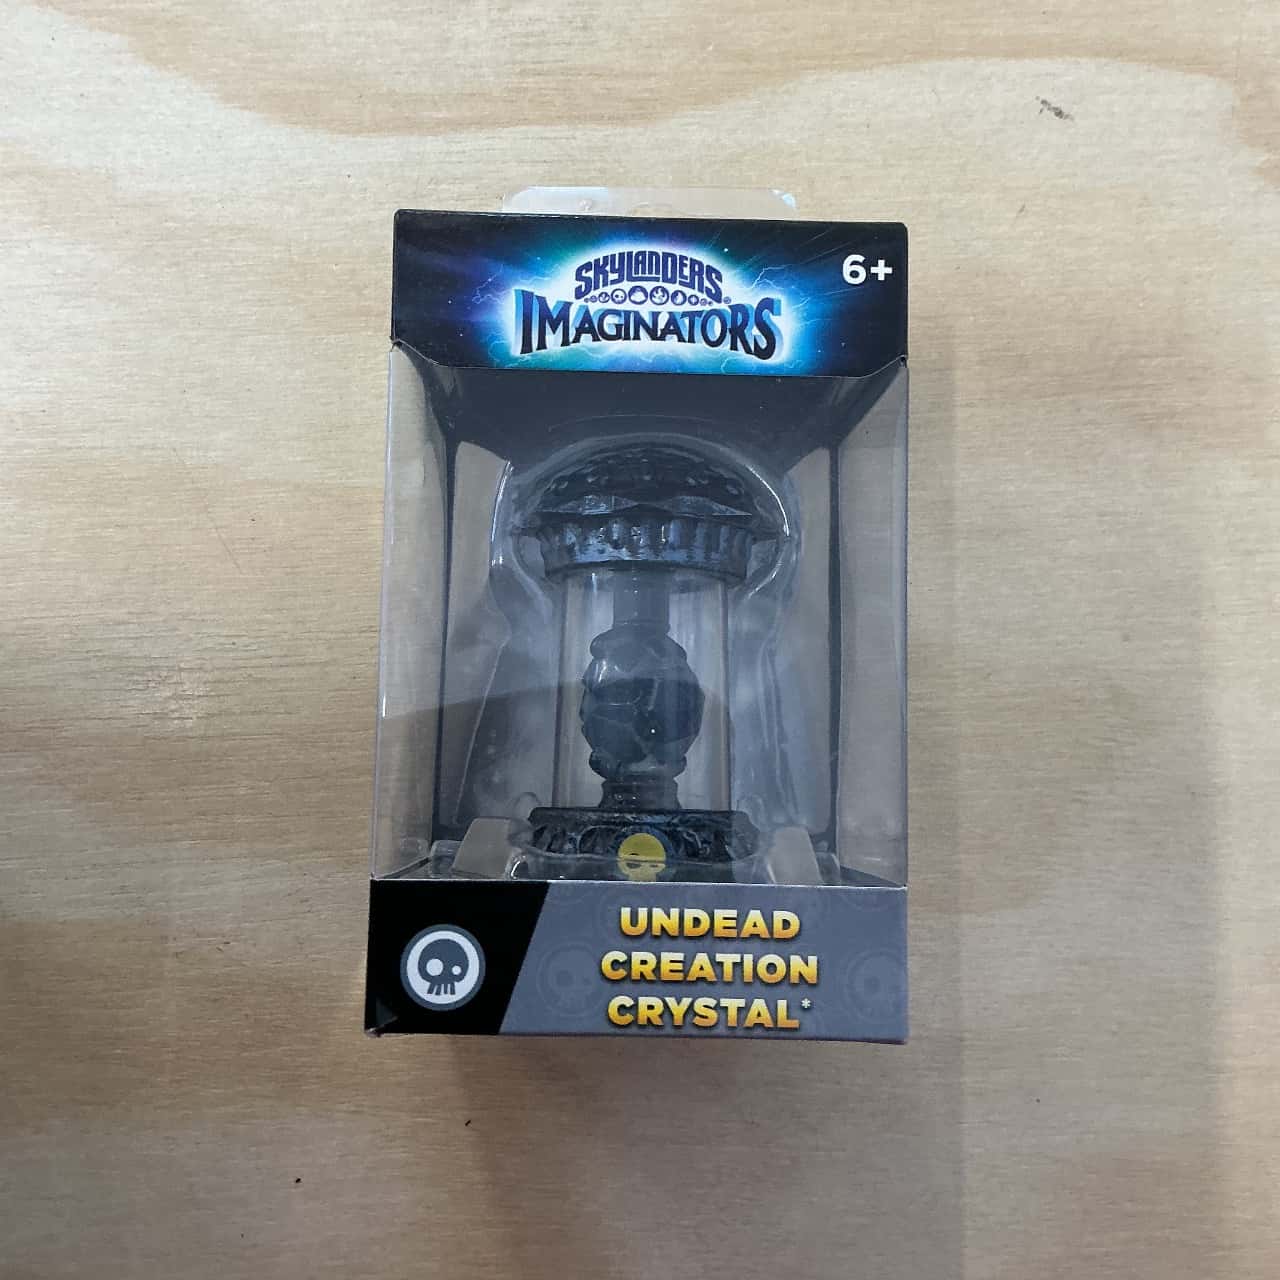 SKYLANDERS
IMAGINATORS
6+
UNDEAD
CREATION
CRYSTAL*